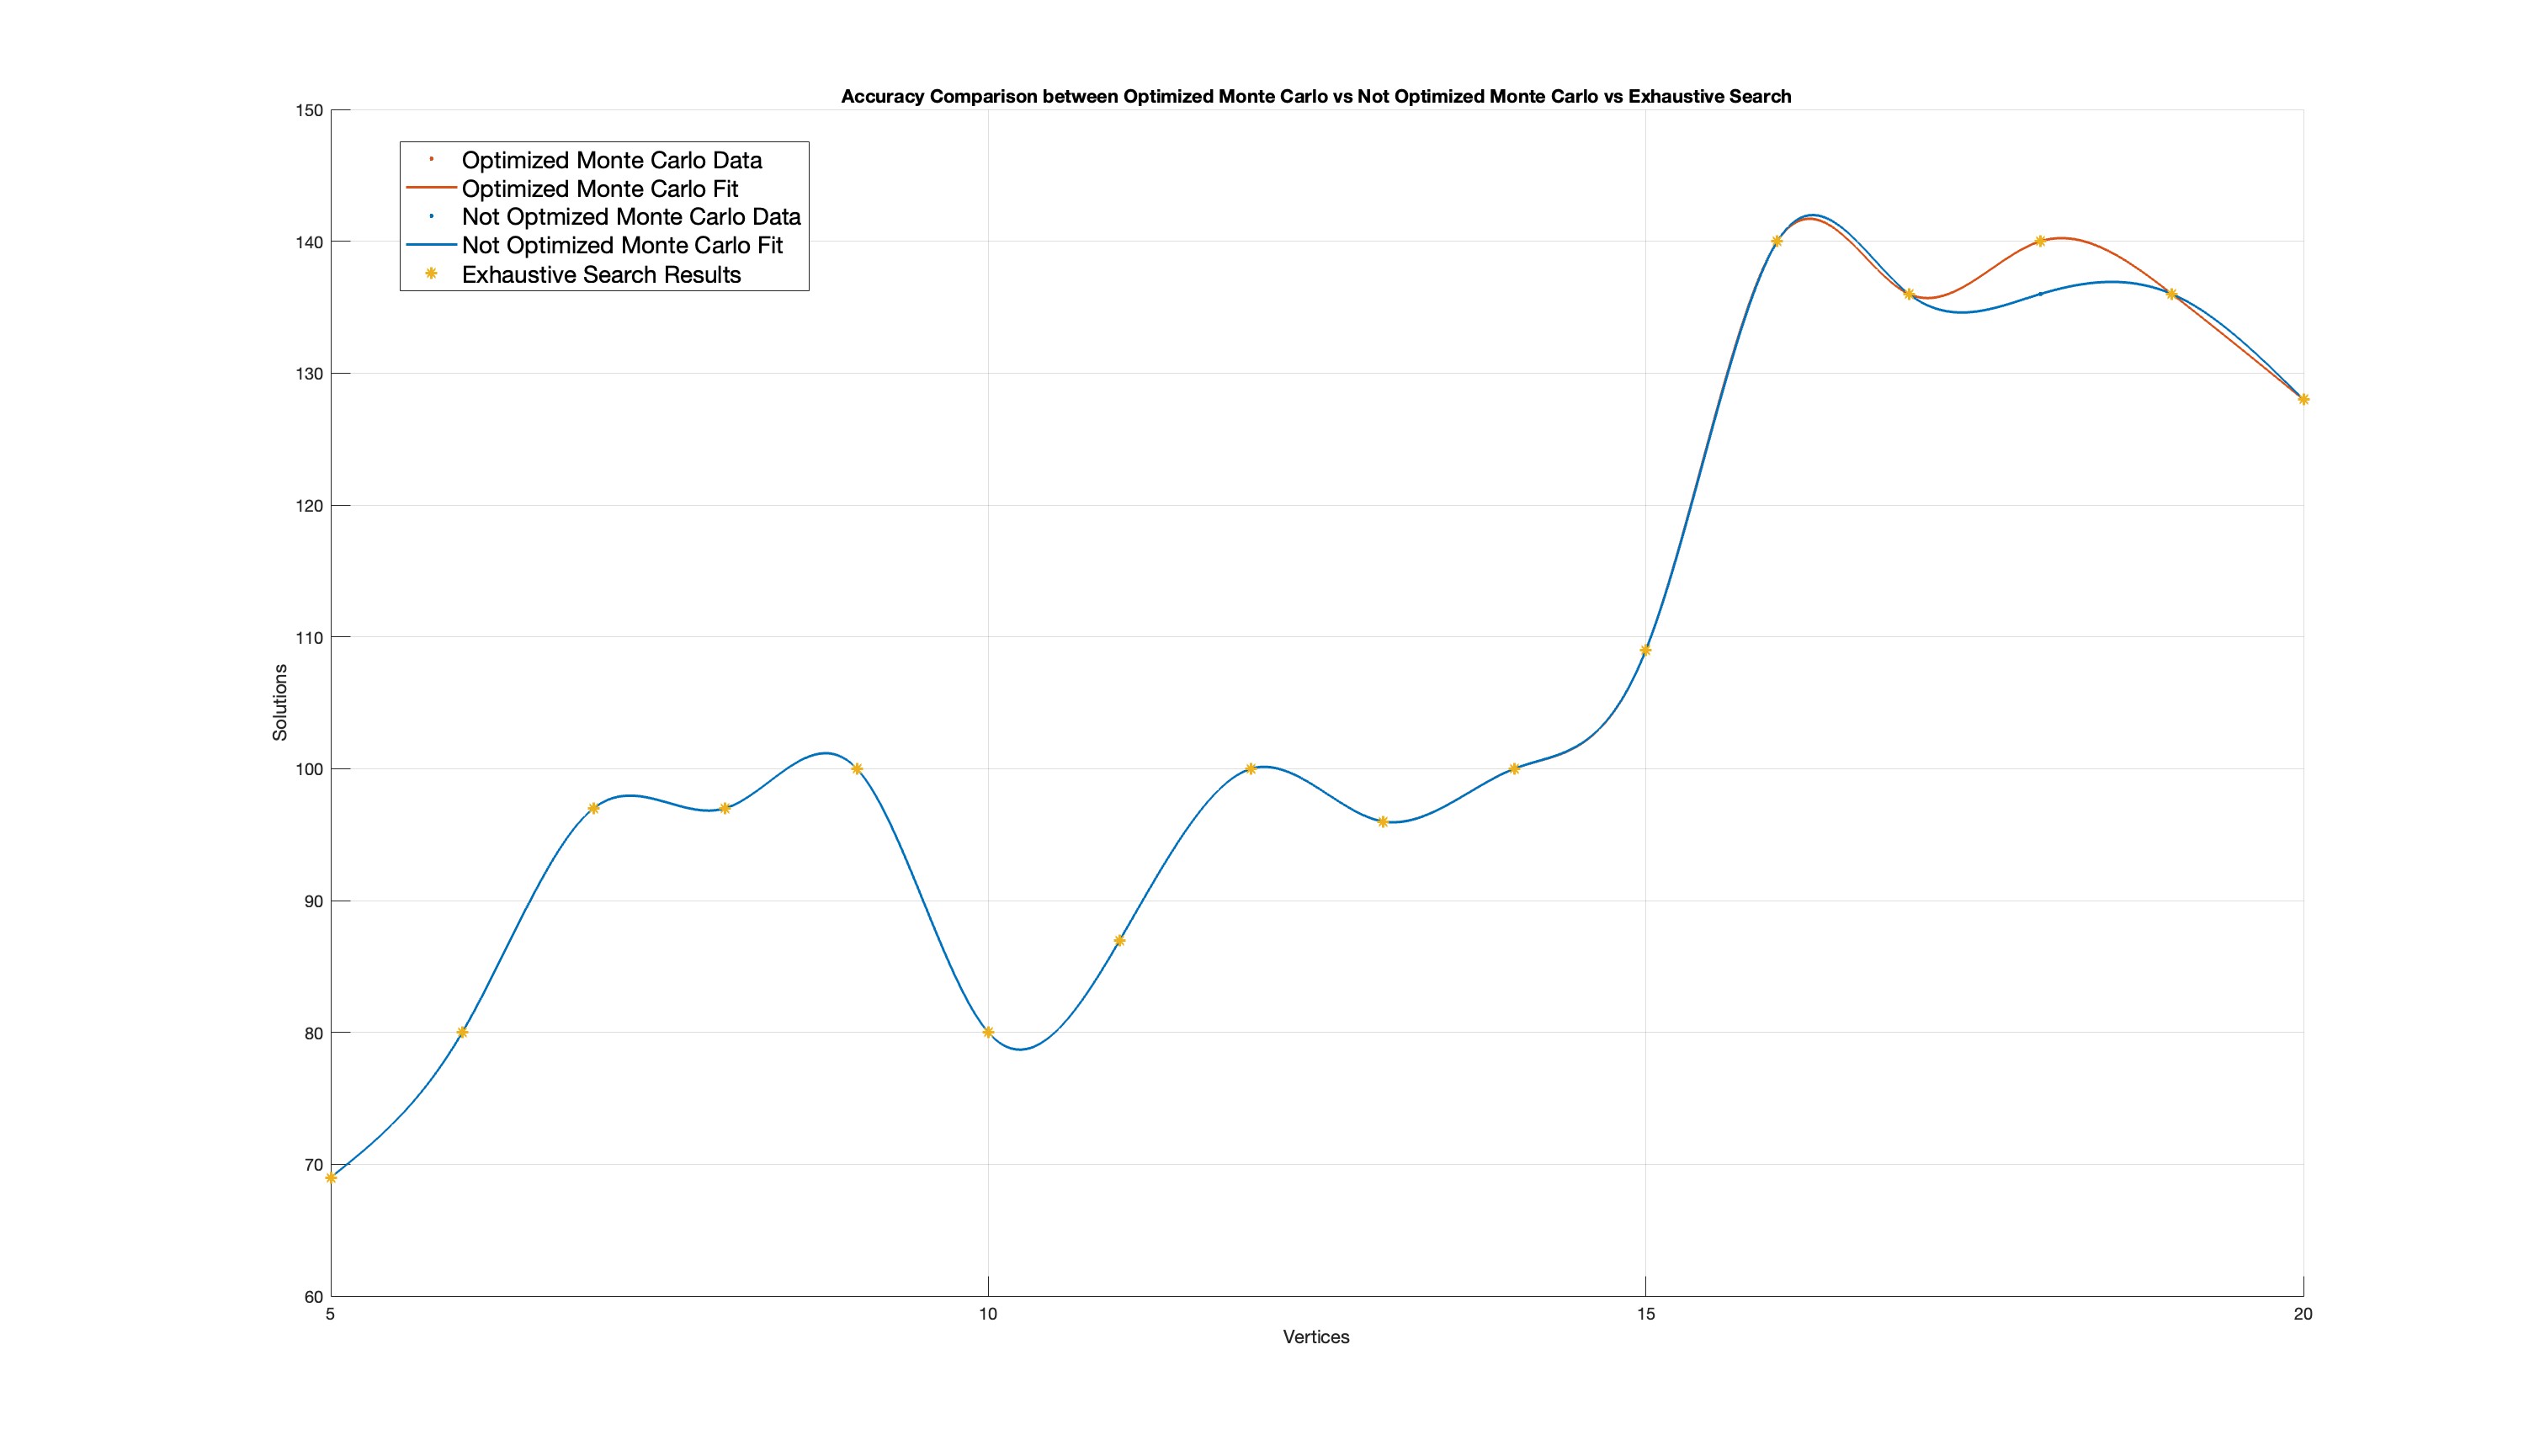 Accuracy Comparison between Optimized Monte Carlo vs Not Optimized Monte Carlo vs Exhaustive Search
150
140
130
120
110
100
90
80
70
60
Solutions
Optimized Monte Carlo Data
Optimized Monte Carlo Fit
Not Optmized Monte Carlo Data
Not Optimized Monte Carlo Fit
Exhaustive Search Results
5 10 15 20
Vertices